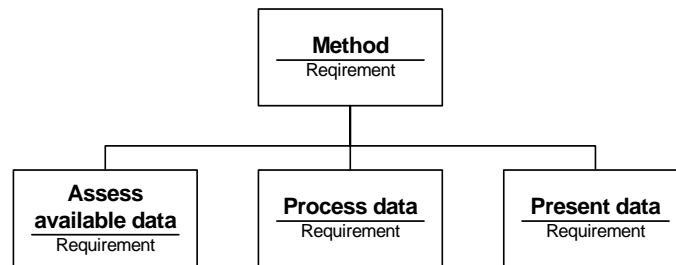 Method
Reqirement
Assess
available data
Requirement
Process data
Requirement
Present data
Requirement